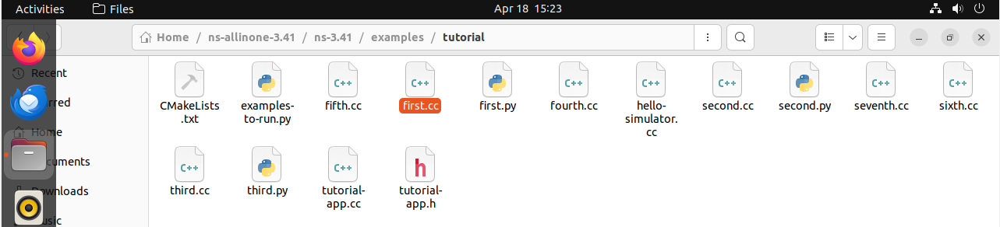 Activities Files Apr 18 15:23
Home / ns-allinone-3.41 / ns-3.41 / examples / tutorial
Recent
rred
Home
cuments
Downloads
usic
C++ C++ C++ C++ C++ C++ C++
CMakeLists
.txt
examples-
to-run.py
fifth.cc
first.cc
first.py
fourth.cc
hello-
simulator.
cc
second.cc
second.py
seventh.cc
sixth.cc
C++ C++ h
third.cc
third.py
tutorial-
app.cc
tutorial-
app.h